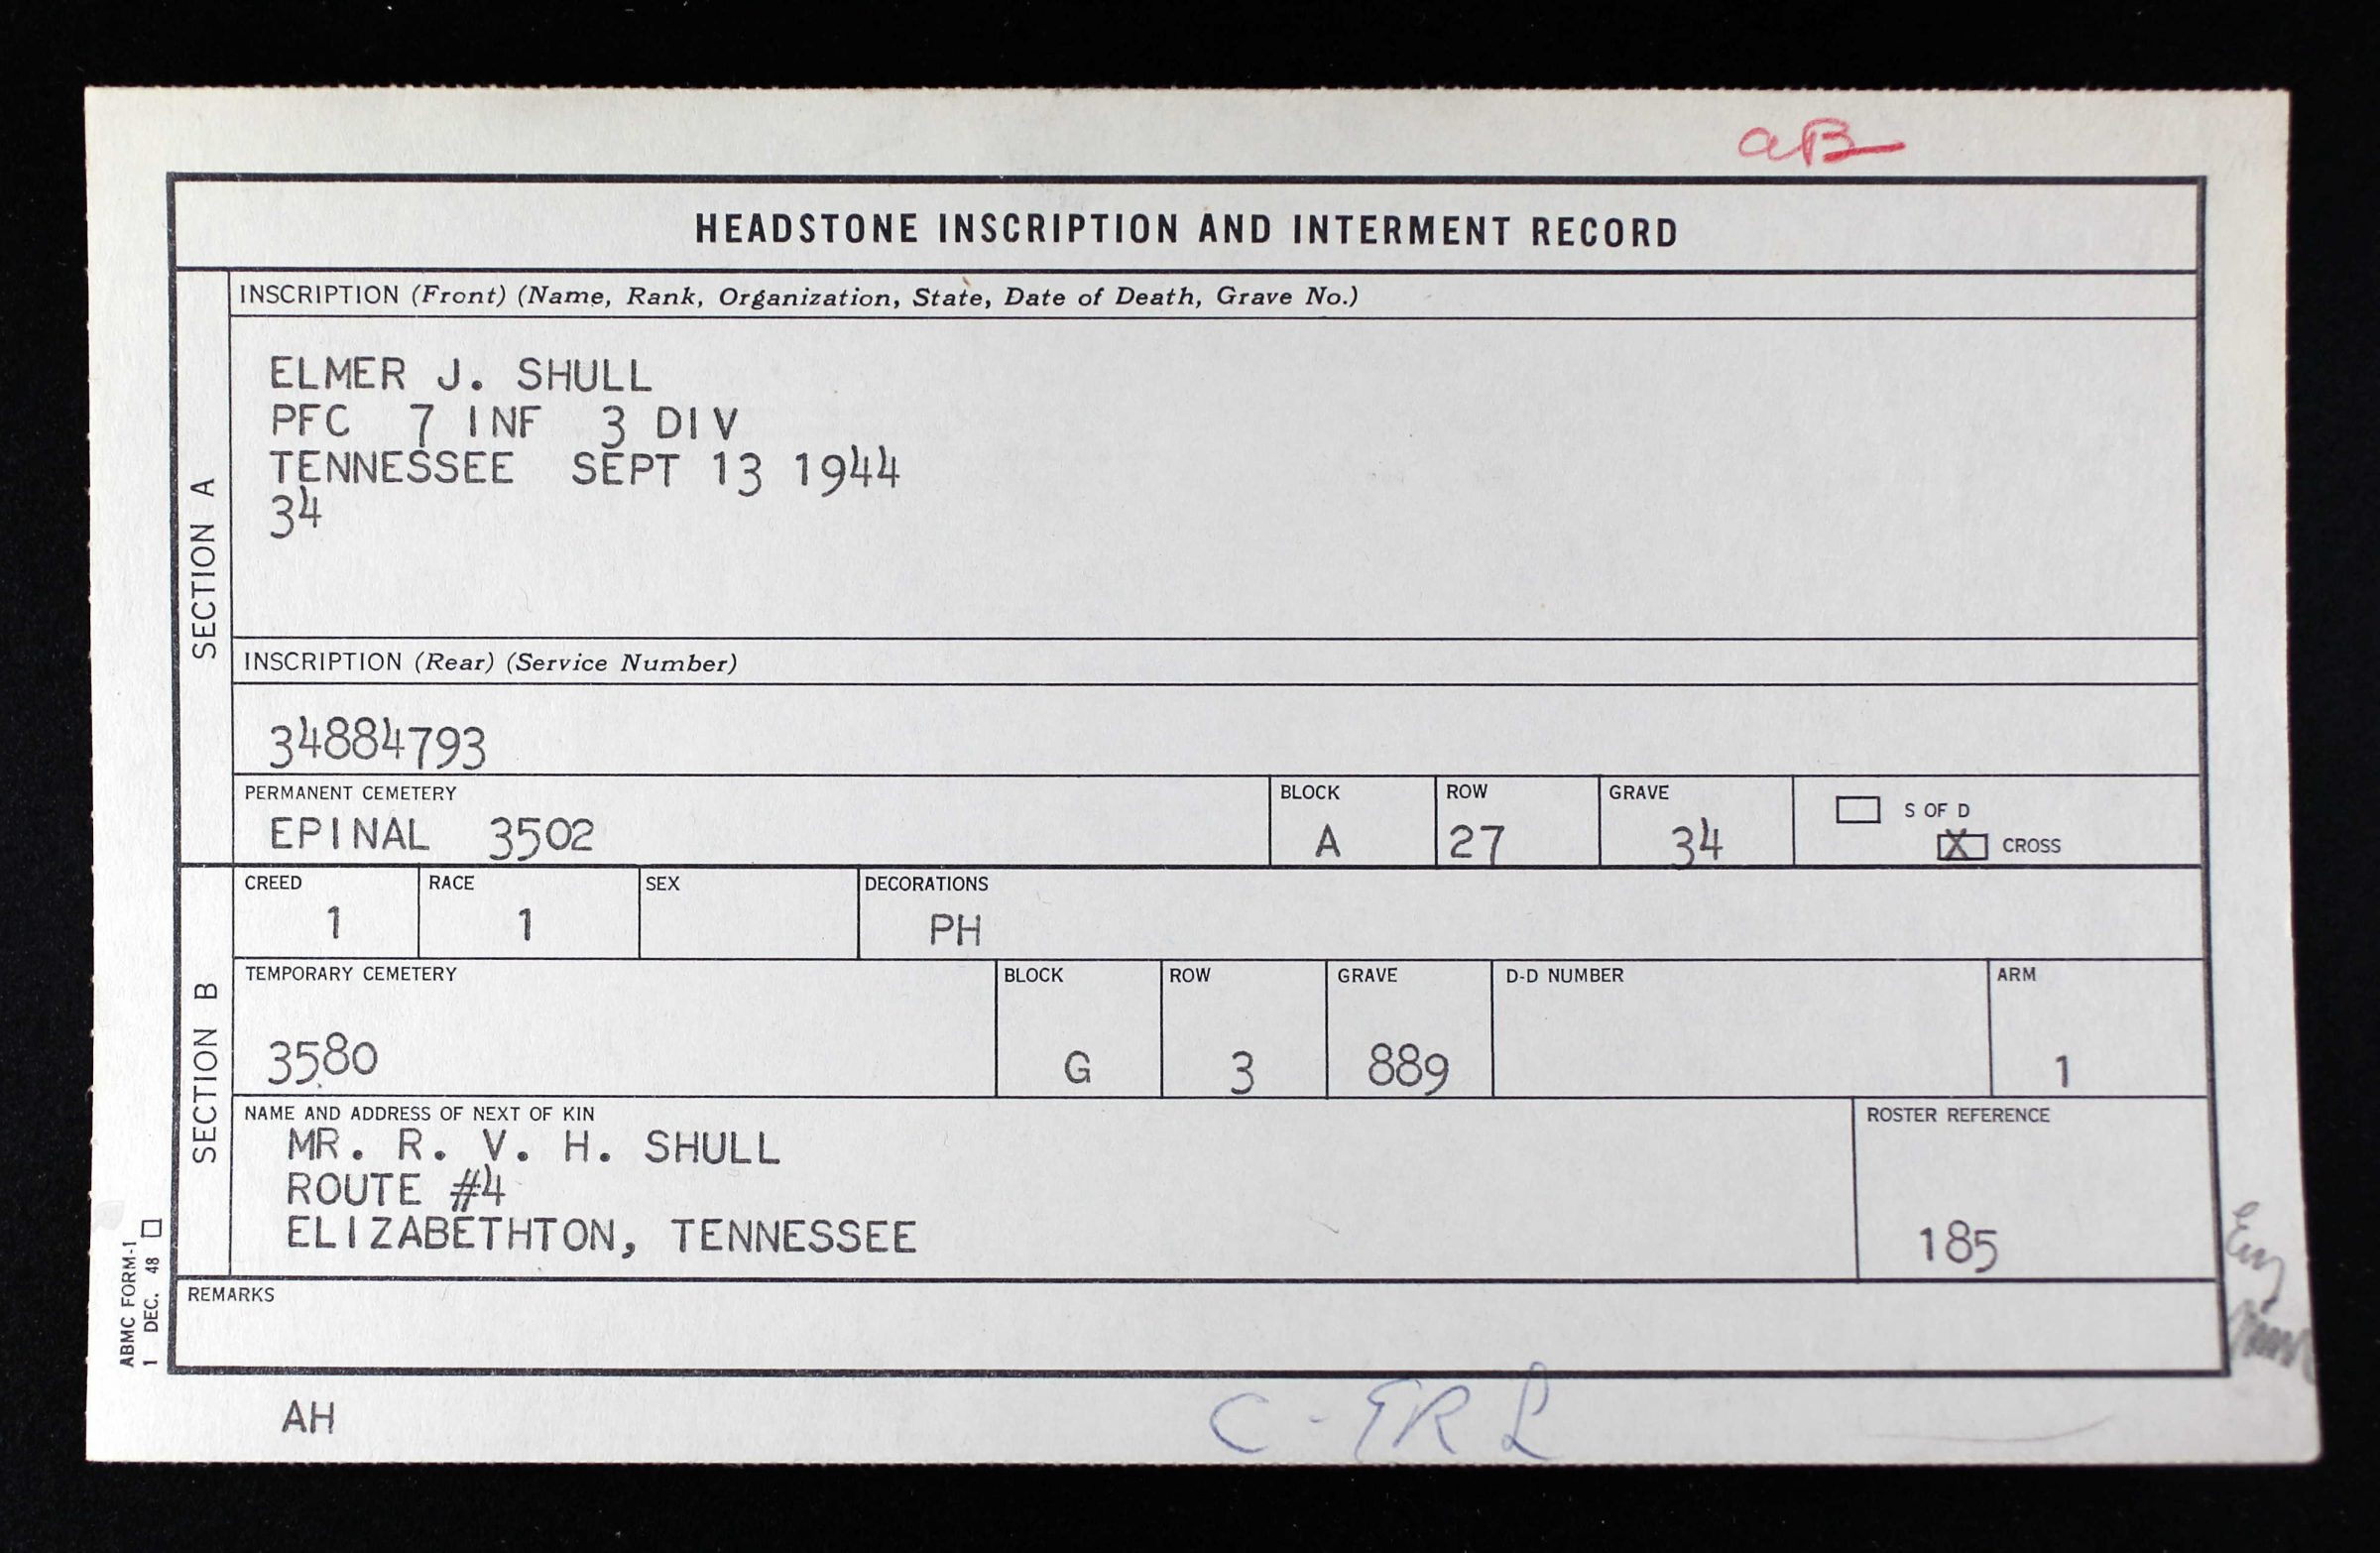 aB
HEADSTONE INSCRIPTION AND INTERMENT RECORD
SECTION A
INSCRIPTION (Front) (Name, Rank, Organization, State, Date of Death, Grave No.)
ELMER J. SHULL
PFC 7 INF 3 DIV
TENNESSEE SEPT 13 1944
34
INSCRIPTION (Rear) (Service Number)
34884793
PERMANENT CEMETERY BLOCK ROW GRAVE
EPINAL 3502 A 27 34
S OF D
X CROSS
SECTION B
CREED RACE SEX DECORATIONS
1 1 PH
TEMPORARY CEMETERY BLOCK ROW GRAVE D-D NUMBER ARM
3580 G 3 889 1
NAME AND ADDRESS OF NEXT OF KIN ROSTER REFERENCE
MR. R. V. H. SHULL
ROUTE #4
ELIZABETHTON, TENNESSEE
185
REMARKS
ABMC FORM-1
1 DEC. 48
AH